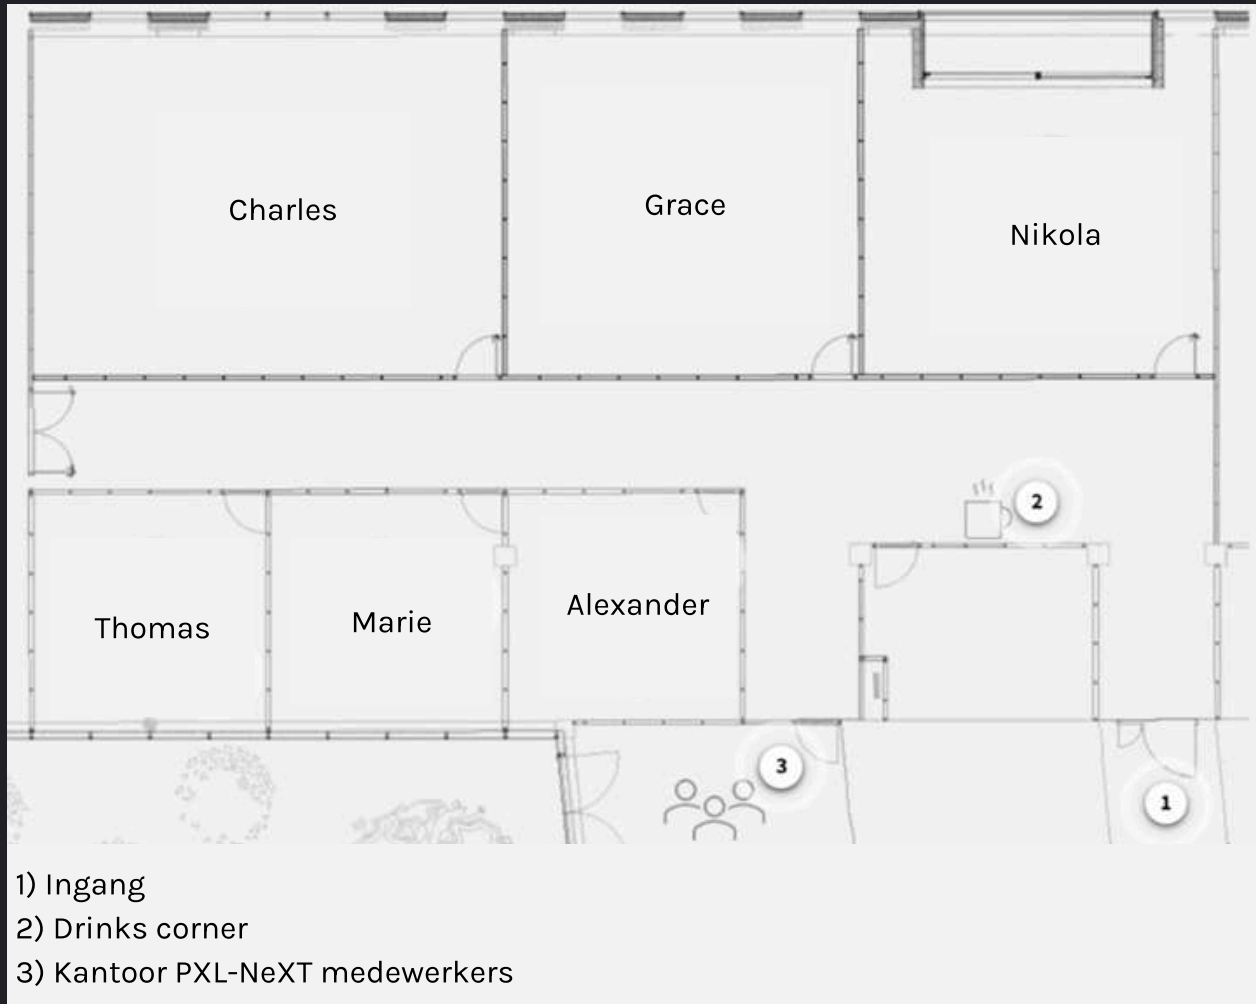 Charles
Grace
Nikola
2
Thomas
Marie
Alexander
3
1
1) Ingang
2) Drinks corner
3) Kantoor PXL-NeXT medewerkers